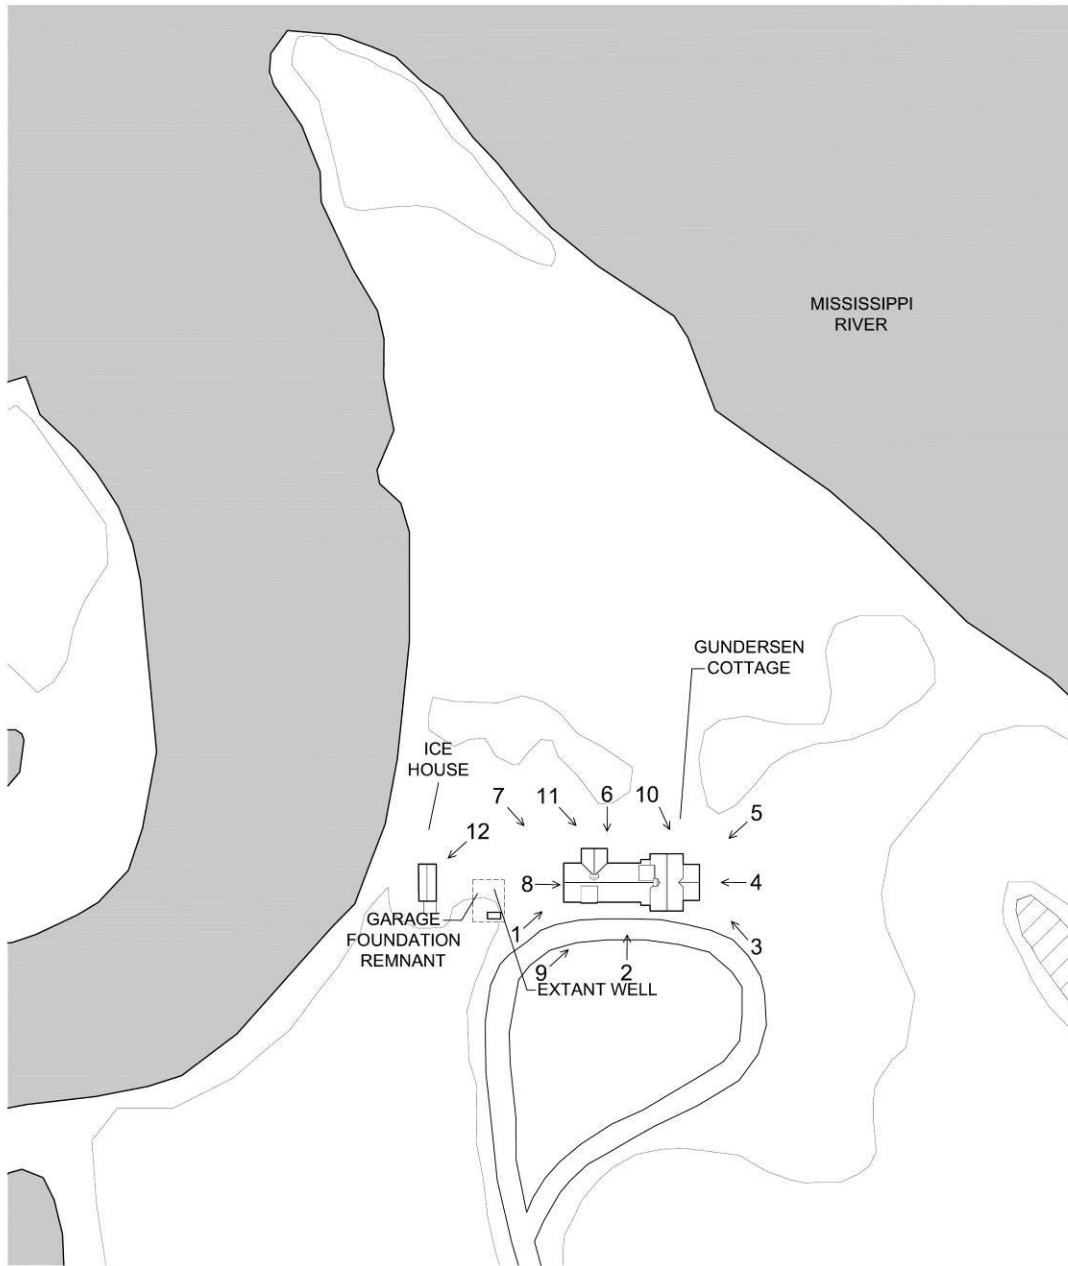 MISSISSIPPI
RIVER
GUNDERSEN
COTTAGE
ICE
HOUSE
7
11
6
10
5
12
8
4
GARAGE
FOUNDATION
REMNANT
1
3
9
2
EXTANT WELL